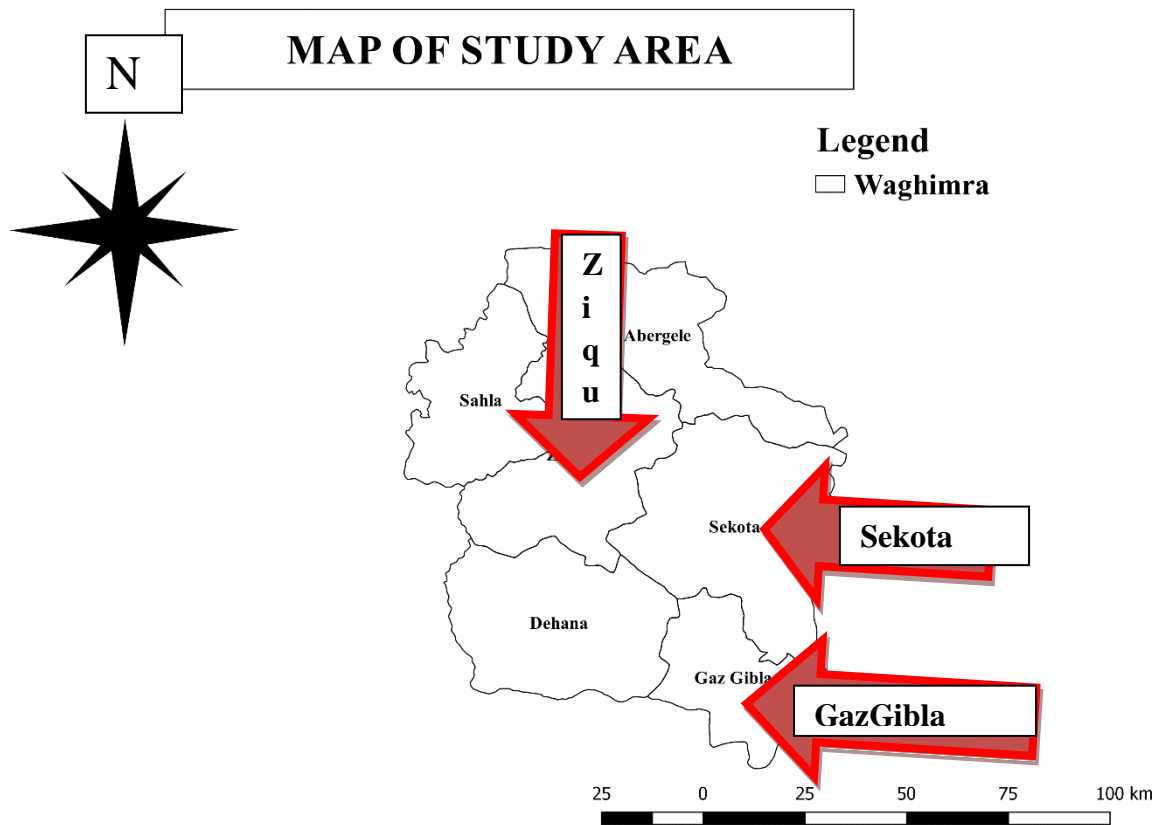 MAP OF STUDY AREA
N
Legend
Waghimra
Z
i
q
u
Abergele
Sahla
Sekota
Sekota
Dehana
Gaz Gibla
GazGibla
25 0 25 50 75 100 km